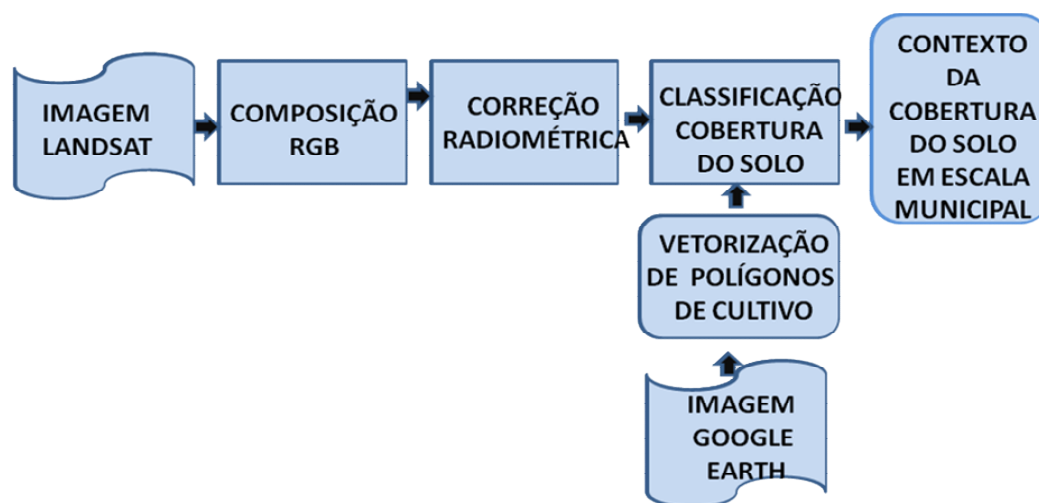 IMAGEM
LANDSAT
COMPOSIÇÃO
RGB
CORREÇÃO
RADIOMÉTRICA
CLASSIFICAÇÃO
COBERTURA
DO SOLO
CONTEXTO
DA
COBERTURA
DO SOLO
EM ESCALA
MUNICIPAL
VETORIZAÇÃO
DE POLÍGONOS
DE CULTIVO
IMAGEM
GOOGLE
EARTH